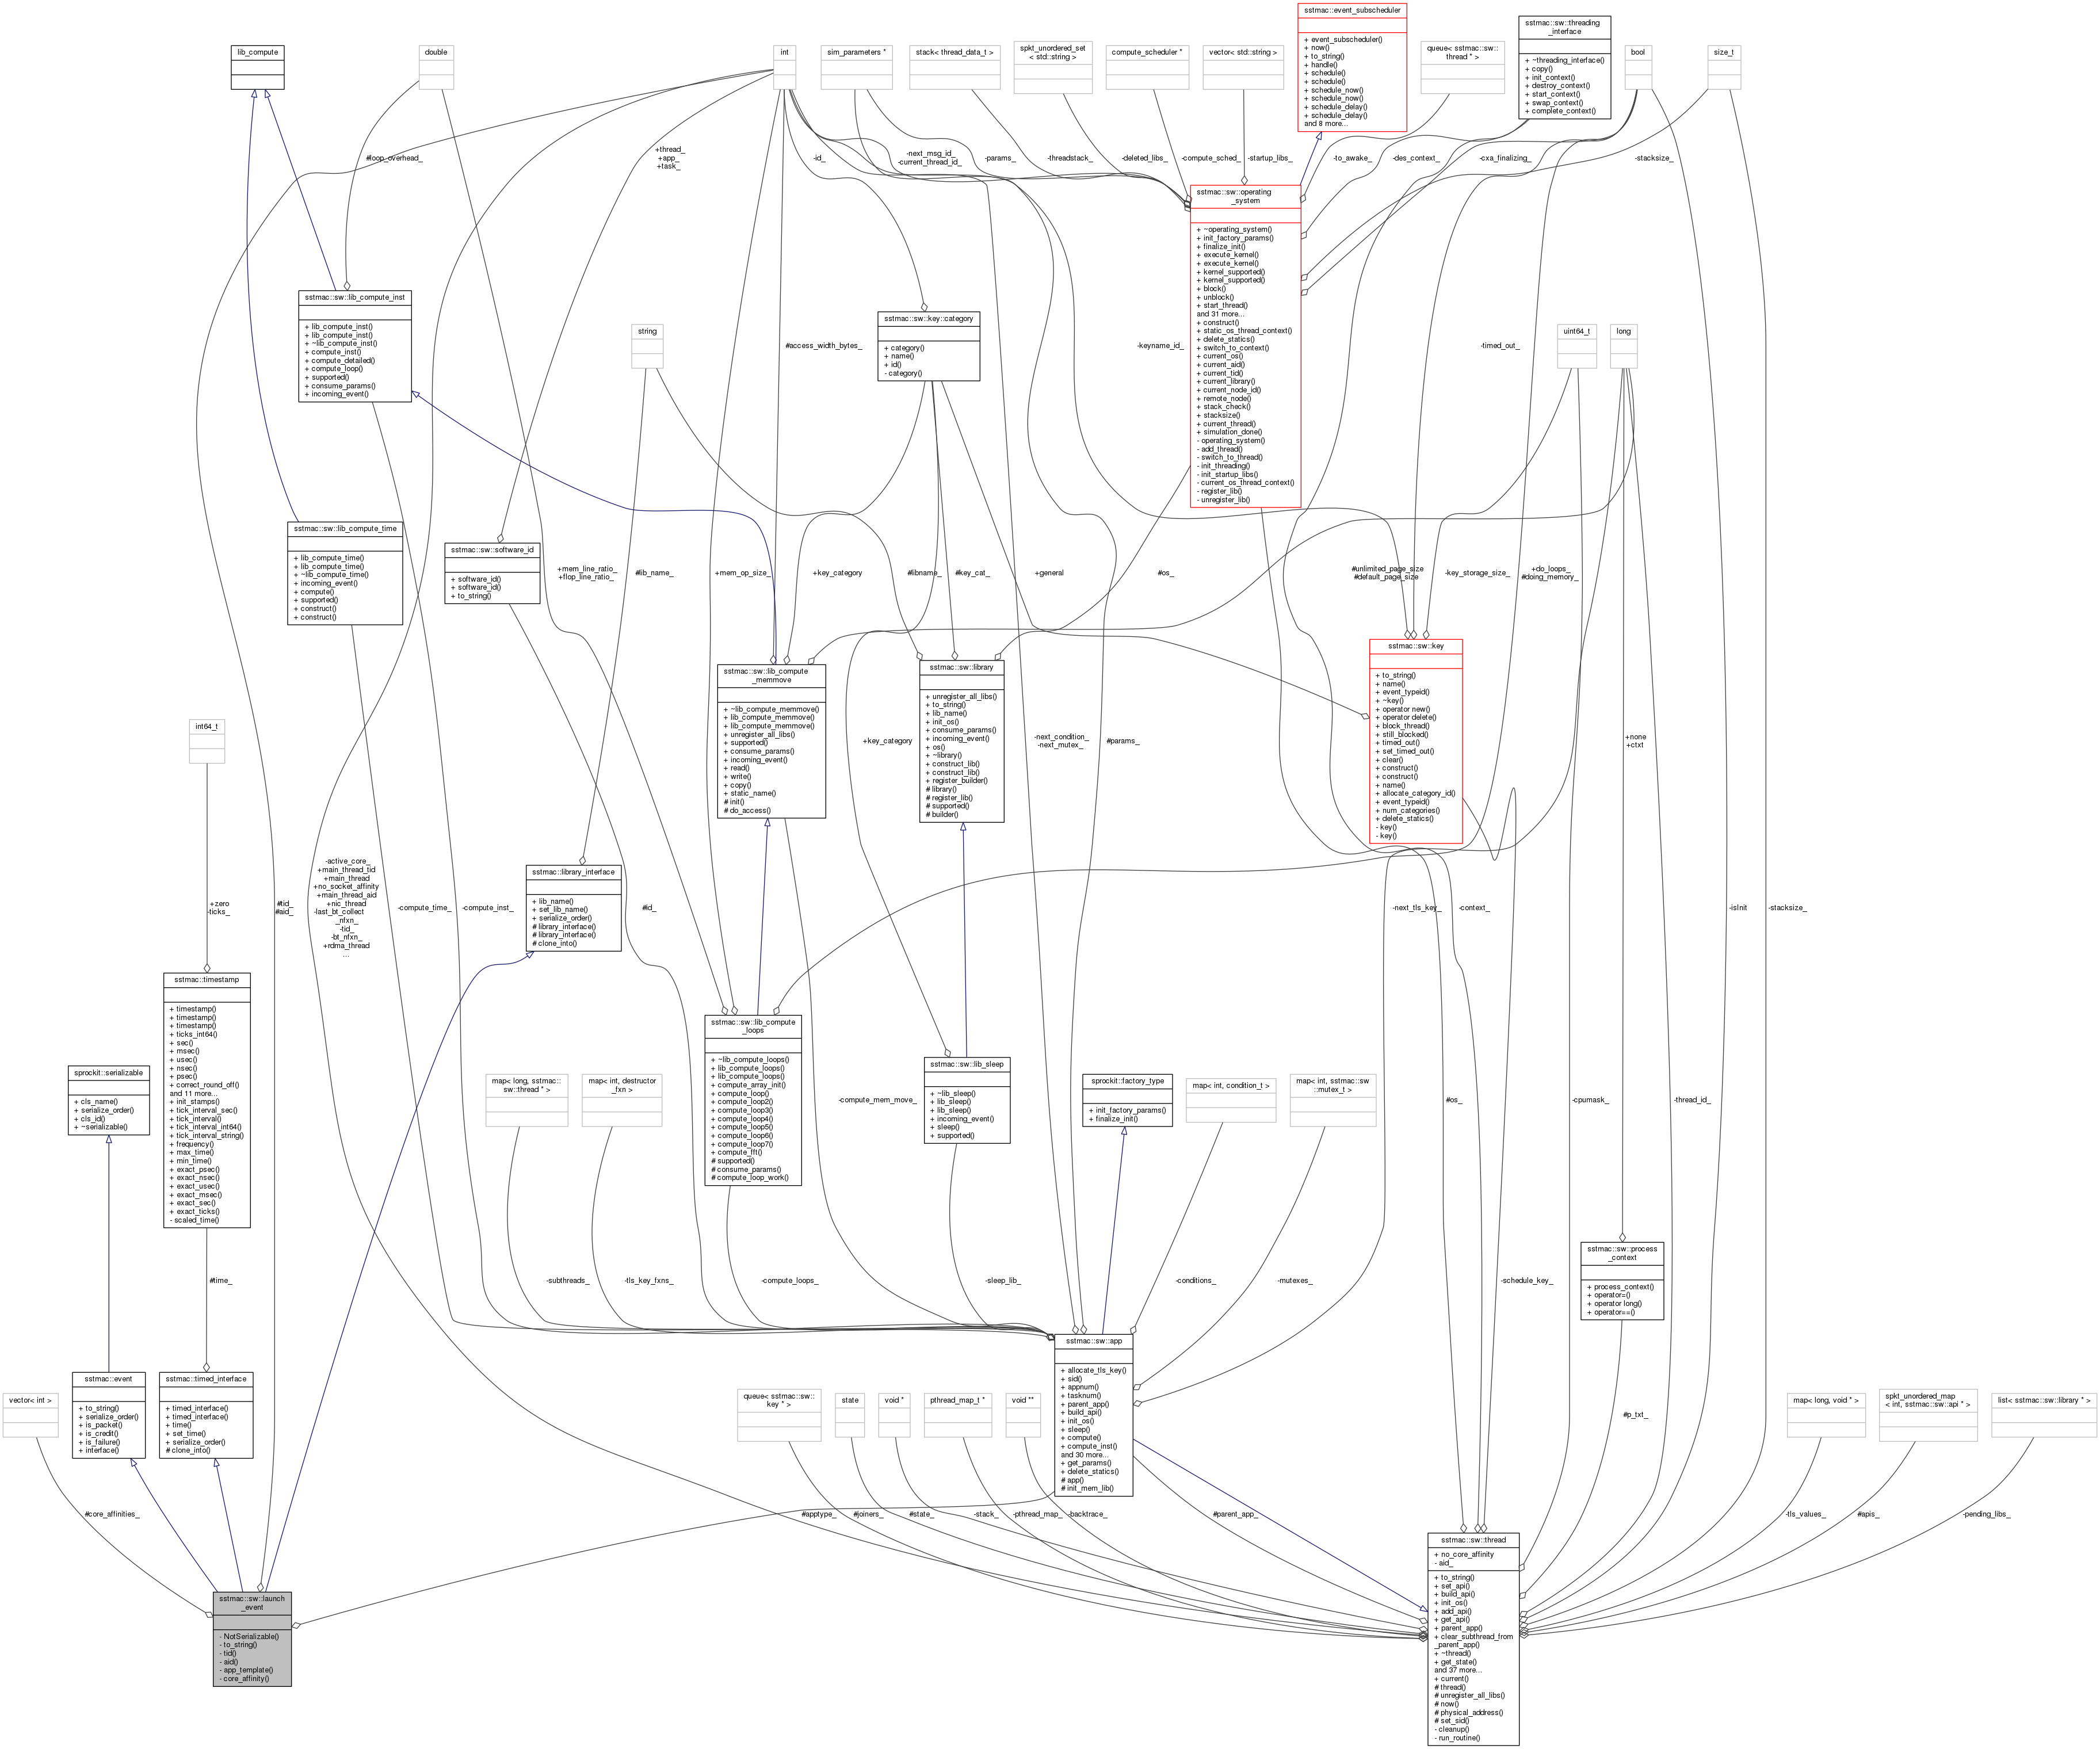 sstmac::event_subscheduler
+ event_subscheduler()
+ now()
+ to_string()
+ handle()
+ schedule()
+ schedule()
+ schedule_now()
+ schedule_now()
+ schedule_delay()
+ schedule_delay()
and 8 more...
sstmac::sw::threading
_interface
+ ~threading_interface()
+ copy()
+ init_context()
+ destroy_context()
+ start_context()
+ swap_context()
+ complete_context()
lib_compute
double
int
sim_parameters *
stack< thread_data_t >
spkt_unordered_set
< std::string >
compute_scheduler *
vector< std::string >
queue< sstmac::sw::
thread * >
bool
size_t
#loop_overhead_
+thread_
+app_
+task_
-id_
-next_msg_id_
-current_thread_id_
-params_
-threadstack_
-deleted_libs_
-compute_sched_
-startup_libs_
-to_awake_
-des_context_
-cxa_finalizing_
-stacksize_
sstmac::sw::operating
_system
+ ~operating_system()
+ init_factory_params()
+ finalize_init()
+ execute_kernel()
+ execute_kernel()
+ kernel_supported()
+ kernel_supported()
+ block()
+ unblock()
+ start_thread()
and 31 more...
+ construct()
+ static_os_thread_context()
+ delete_statics()
+ switch_to_context()
+ current_os()
+ current_aid()
+ current_tid()
+ current_library()
+ current_node_id()
+ remote_node()
+ stack_check()
+ stacksize()
+ current_thread()
+ simulation_done()
- operating_system()
- add_thread()
- switch_to_thread()
- init_threading()
- init_startup_libs()
- current_os_thread_context()
- register_lib()
- unregister_lib()
sstmac::sw::lib_compute_inst
+ lib_compute_inst()
+ lib_compute_inst()
+ ~lib_compute_inst()
+ compute_inst()
+ compute_detailed()
+ compute_loop()
+ supported()
+ consume_params()
+ incoming_event()
sstmac::sw::key::category
+ category()
+ name()
+ id()
- category()
string
uint64_t
long
#access_width_bytes_
-keyname_id_
-timed_out_
sstmac::sw::lib_compute_time
+ lib_compute_time()
+ lib_compute_time()
+ ~lib_compute_time()
+ incoming_event()
+ compute()
+ supported()
+ construct()
+ construct()
sstmac::sw::software_id
+ software_id()
+ software_id()
+ to_string()
+mem_line_ratio_
+flop_line_ratio_
#lib_name_
+mem_op_size_
+key_category
#libname_
#key_cat_
+general
#os_
#unlimited_page_size
#default_page_size
-key_storage_size_
+do_loops_
#doing_memory_
sstmac::sw::key
+ to_string()
+ name()
+ event_typeid()
+ ~key()
+ operator new()
+ operator delete()
+ block_thread()
+ still_blocked()
+ timed_out()
+ set_timed_out()
+ clear()
+ construct()
+ construct()
+ name()
+ allocate_category_id()
+ event_typeid()
+ num_categories()
+ delete_statics()
- key()
- key()
sstmac::sw::lib_compute
_memmove
+ ~lib_compute_memmove()
+ lib_compute_memmove()
+ lib_compute_memmove()
+ unregister_all_libs()
+ supported()
+ consume_params()
+ incoming_event()
+ read()
+ write()
+ copy()
+ static_name()
# init()
# do_access()
sstmac::sw::library
+ unregister_all_libs()
+ to_string()
+ lib_name()
+ init_os()
+ consume_params()
+ incoming_event()
+ os()
+ ~library()
+ construct_lib()
+ construct_lib()
+ register_builder()
# library()
# register_lib()
# supported()
# builder()
int64_t
+key_category
-next_condition_
-next_mutex_
#params_
+none
+ctxt
-active_core_
+main_thread_tid
+main_thread
+no_socket_affinity
+main_thread_aid
+nic_thread
-last_bt_collect
_nfxn_
-tid_
-bt_nfxn_
+rdma_thread
...
sstmac::library_interface
+ lib_name()
+ set_lib_name()
+ serialize_order()
# library_interface()
# library_interface()
# clone_into()
+zero
-ticks_
#tid_
#aid_
-compute_time_
-compute_inst_
#id_
-next_tls_key_
-context_
-isInit
-stacksize_
sstmac::timestamp
+ timestamp()
+ timestamp()
+ timestamp()
+ ticks_int64()
+ sec()
+ msec()
+ usec()
+ nsec()
+ psec()
+ correct_round_off()
and 11 more...
+ init_stamps()
+ tick_interval_sec()
+ tick_interval()
+ tick_interval_int64()
+ tick_interval_string()
+ frequency()
+ max_time()
+ min_time()
+ exact_psec()
+ exact_nsec()
+ exact_usec()
+ exact_msec()
+ exact_sec()
+ exact_ticks()
- scaled_time()
sprockit::serializable
+ cls_name()
+ serialize_order()
+ cls_id()
+ ~serializable()
map< long, sstmac::
sw::thread * >
map< int, destructor
_fxn >
sstmac::sw::lib_compute
_loops
+ ~lib_compute_loops()
+ lib_compute_loops()
+ lib_compute_loops()
+ compute_array_init()
+ compute_loop()
+ compute_loop2()
+ compute_loop3()
+ compute_loop4()
+ compute_loop5()
+ compute_loop6()
+ compute_loop7()
+ compute_fft()
# supported()
# consume_params()
# compute_loop_work()
-compute_mem_move_
sstmac::sw::lib_sleep
+ ~lib_sleep()
+ lib_sleep()
+ lib_sleep()
+ incoming_event()
+ sleep()
+ supported()
sprockit::factory_type
+ init_factory_params()
+ finalize_init()
map< int, condition_t >
map< int, sstmac::sw
::mutex_t >
#os_
-cpumask_
-thread_id_
sstmac::sw::process
_context
+ process_context()
+ operator=()
+ operator long()
+ operator==()
#time_
-subthreads_
-tls_key_fxns_
-compute_loops_
-sleep_lib_
-conditions_
-mutexes_
-schedule_key_
sstmac::sw::app
+ allocate_tls_key()
+ sid()
+ appnum()
+ tasknum()
+ parent_app()
+ build_api()
+ init_os()
+ sleep()
+ compute()
+ compute_inst()
and 30 more...
+ get_params()
+ delete_statics()
# app()
# init_mem_lib()
vector< int >
sstmac::event
+ to_string()
+ serialize_order()
+ is_packet()
+ is_credit()
+ is_failure()
+ interface()
sstmac::timed_interface
+ timed_interface()
+ timed_interface()
+ time()
+ set_time()
+ serialize_order()
# clone_into()
queue< sstmac::sw::
key * >
state
void *
pthread_map_t *
void **
#p_txt_
map< long, void * >
spkt_unordered_map
< int, sstmac::sw::api * >
list< sstmac::sw::library * >
#core_affinities_
#apptype_
#joiners_
#state_
-stack_
-pthread_map_
-backtrace_
#parent_app_
-tls_values_
#apis_
-pending_libs_
sstmac::sw::launch
_event
- NotSerializable()
- to_string()
- tid()
- aid()
- app_template()
- core_affinity()
sstmac::sw::thread
+ no_core_affinity
- aid_
+ to_string()
+ set_api()
+ build_api()
+ init_os()
+ add_api()
+ get_api()
+ parent_app()
+ clear_subthread_from
_parent_app()
+ ~thread()
+ get_state()
and 37 more...
+ current()
# thread()
# unregister_all_libs()
# now()
# physical_address()
# set_sid()
- cleanup()
- run_routine()